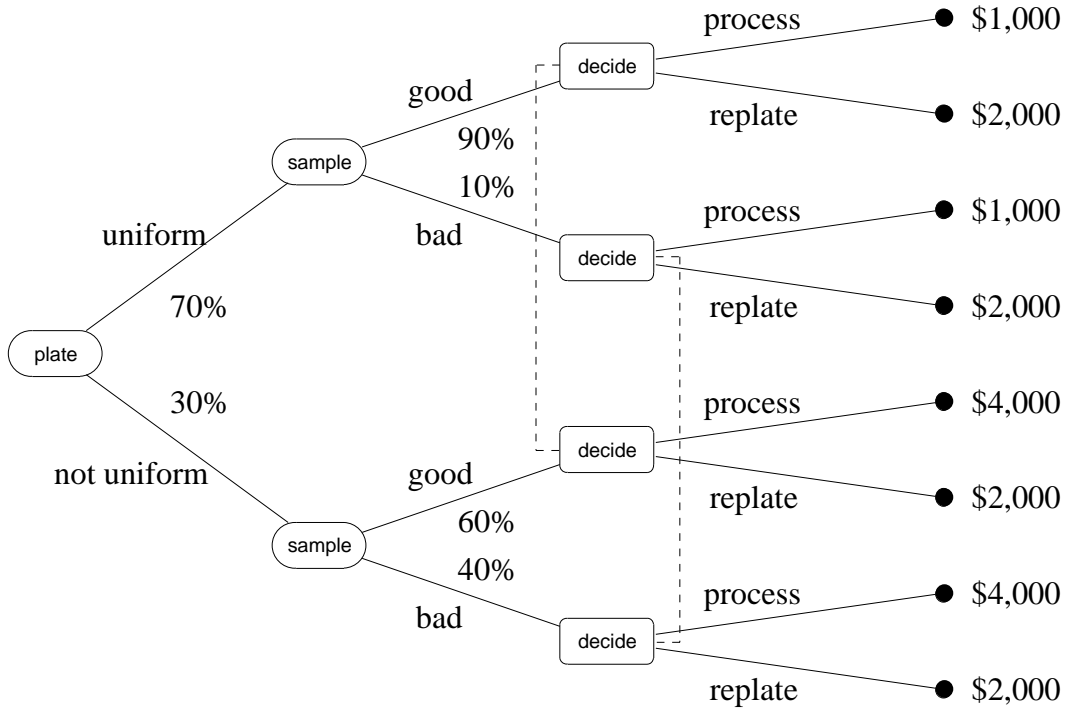 process
$1,000
decide
good
replate
$2,000
90%
sample
10%
process
$1,000
uniform
bad
decide
replate
$2,000
70%
plate
30%
process
$4,000
decide
not uniform
good
replate
$2,000
60%
sample
40%
process
$4,000
bad
decide
replate
$2,000